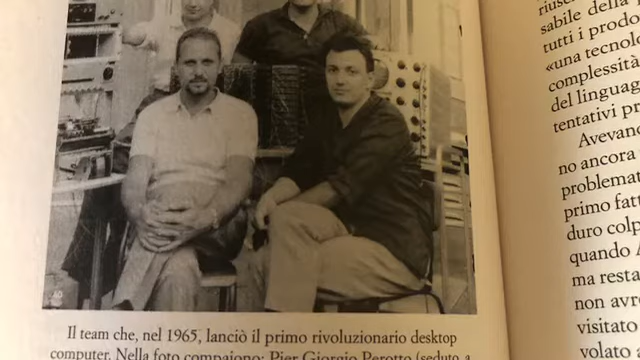 Il team che, nel 1965, lanciò il primo rivoluzionario desktop
computer. Nella foto compaiono: Pier Giorgio Perotto (seduto a
sabile della
tutti i prodo
«una tecnolo
complessità
del linguag
tentativi pr
Avevano
no ancora
problemat
primo fatt
duro colp
quando
ma resta
non avre
visitato
volato a